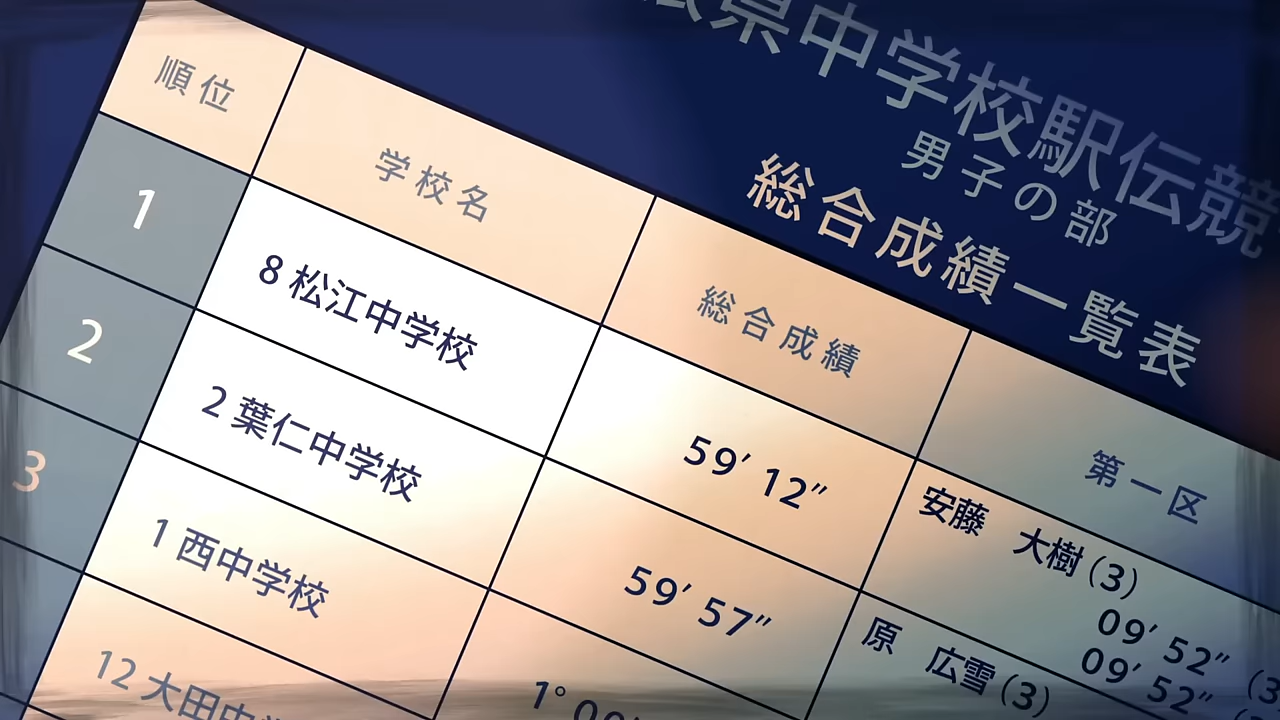 県中学校駅伝競
男子の部
総合成績一覧表
順位 学校名 総合成績 第一区
1 8 松江中学校 59′ 12″ 安藤 大樹 (3) 09′ 52″
2 2 葉仁中学校 59′ 57″ 原 広雪 (3) 09′ 52″
3 1 西中学校 1° 00′
12 大田中